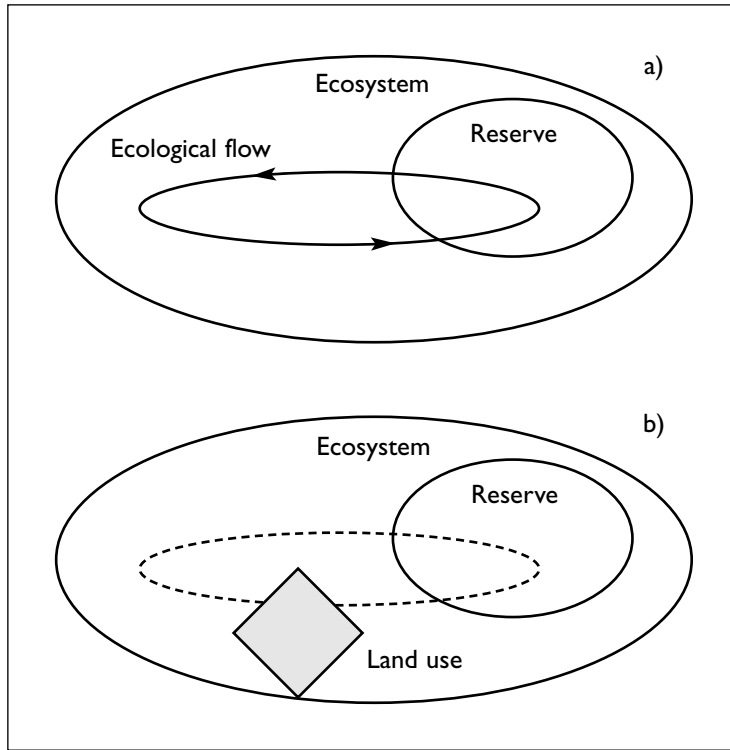 a)
Ecosystem
Reserve
Ecological flow
b)
Ecosystem
Reserve
Land use